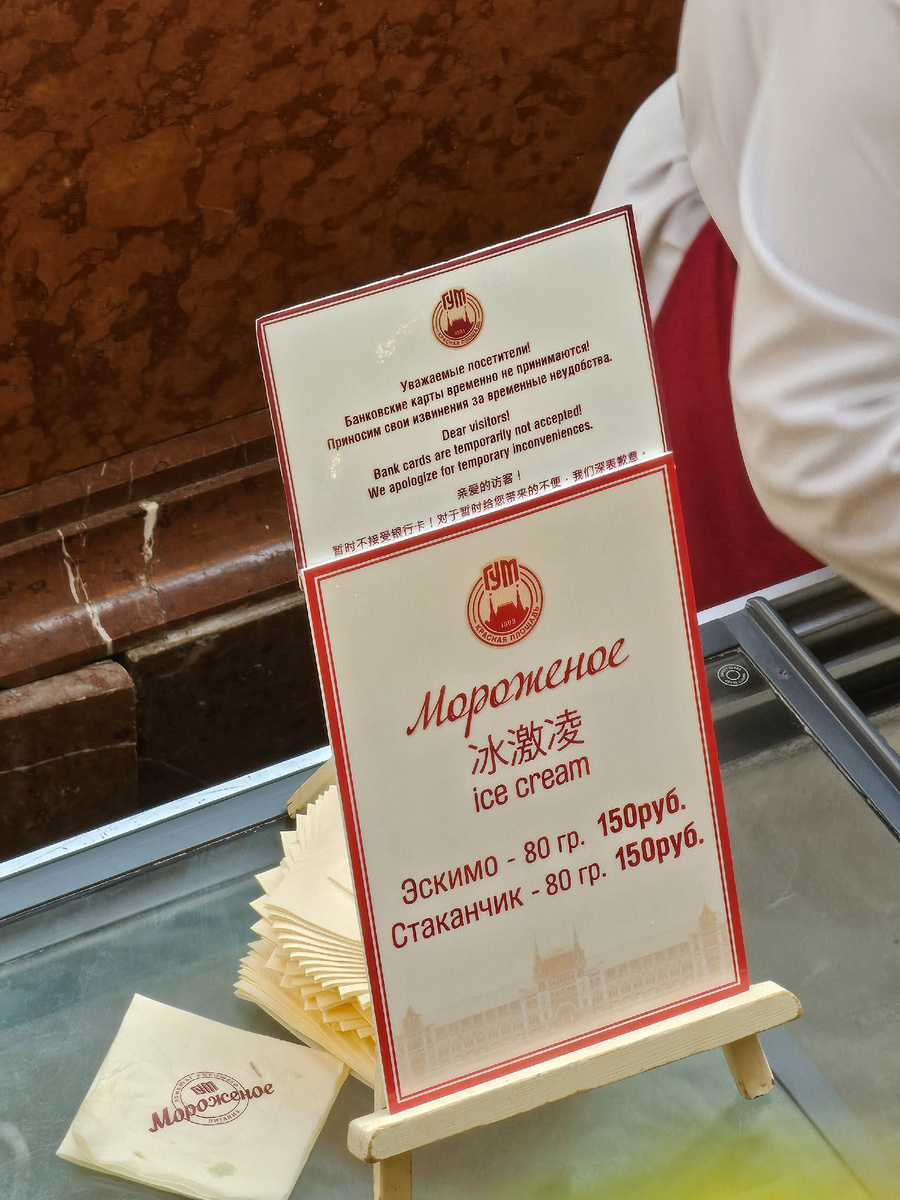 ГУМ
1893
КРАСНАЯ ПЛОЩАДЬ
Уважаемые посетители!
Банковские карты временно не принимаются!
Приносим свои извинения за временные неудобства.
Dear visitors!
Bank cards are temporarily not accepted!
We apologize for temporary inconveniences.
亲爱的访客！
暂时不接受银行卡！对于暂时给您带来的不便，我们深表歉意。
ГУМ
1893
КРАСНАЯ ПЛОЩАДЬ
Мороженое
冰激凌
ice cream
Эскимо - 80 гр. 150руб.
Стаканчик - 80 гр. 150руб.
ГУМ
Мороженое
ПИТАНИЯ